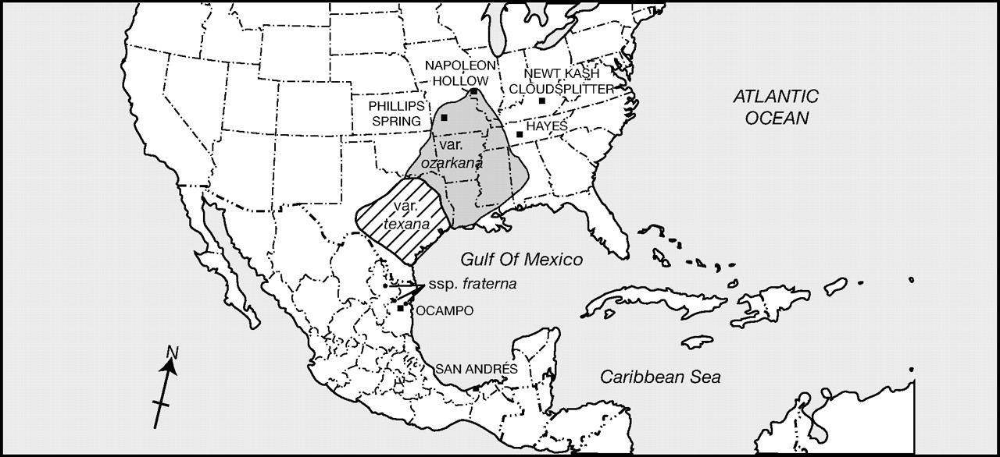 NAPOLEON
HOLLOW
NEWT KASH
CLOUDSPLITTER
PHILLIPS
SPRING
HAYES
ATLANTIC
OCEAN
var.
ozarkana
var.
texana
Gulf Of Mexico
ssp. fraterna
OCAMPO
N
SAN ANDRÉS
Caribbean Sea